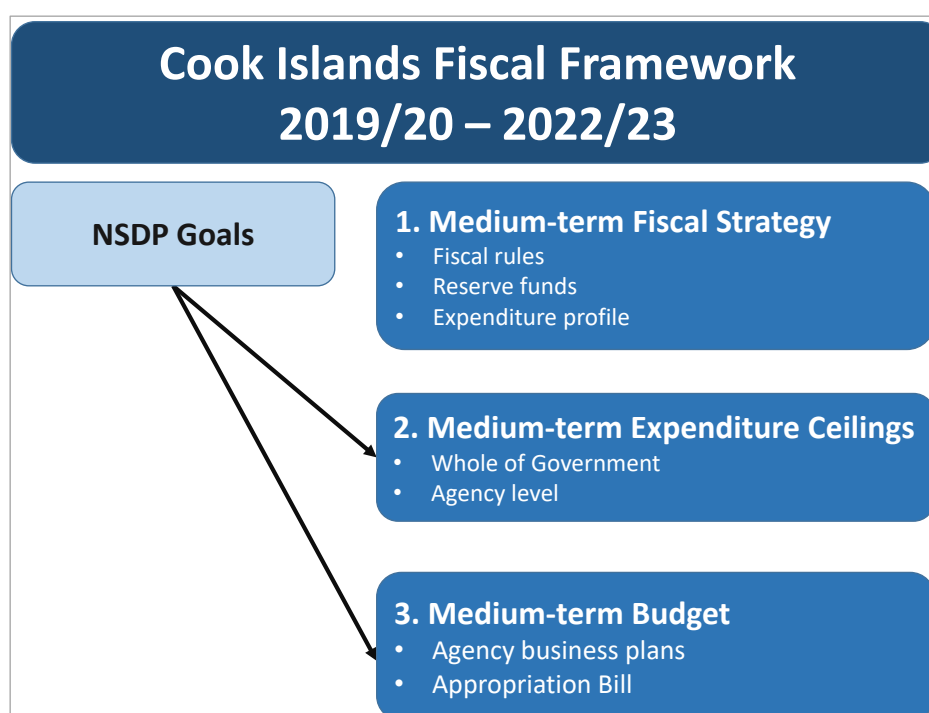 Cook Islands Fiscal Framework
2019/20 – 2022/23
NSDP Goals
1. Medium-term Fiscal Strategy
• Fiscal rules
• Reserve funds
• Expenditure profile
2. Medium-term Expenditure Ceilings
• Whole of Government
• Agency level
3. Medium-term Budget
• Agency business plans
• Appropriation Bill